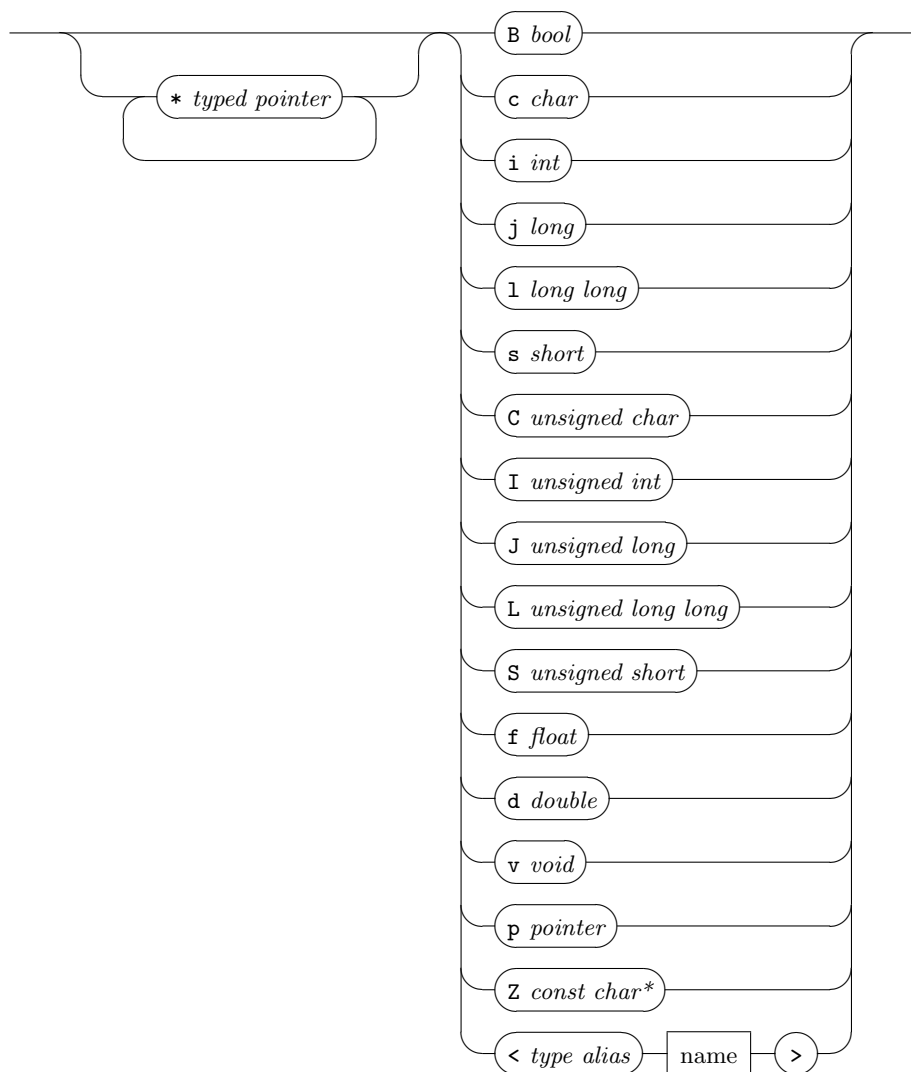 B bool
* typed pointer
c char
i int
j long
l long long
s short
C unsigned char
I unsigned int
J unsigned long
L unsigned long long
S unsigned short
f float
d double
v void
p pointer
Z const char*
< type alias name >